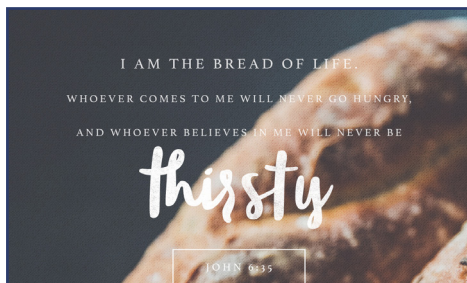 I AM THE BREAD OF LIFE.
WHOEVER COMES TO ME WILL NEVER GO HUNGRY,
AND WHOEVER BELIEVES IN ME WILL NEVER BE
thirsty
JOHN 6:35